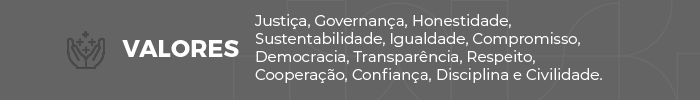 VALORES
Justiça, Governança, Honestidade,
Sustentabilidade, Igualdade, Compromisso,
Democracia, Transparência, Respeito,
Cooperação, Confiança, Disciplina e Civilidade.